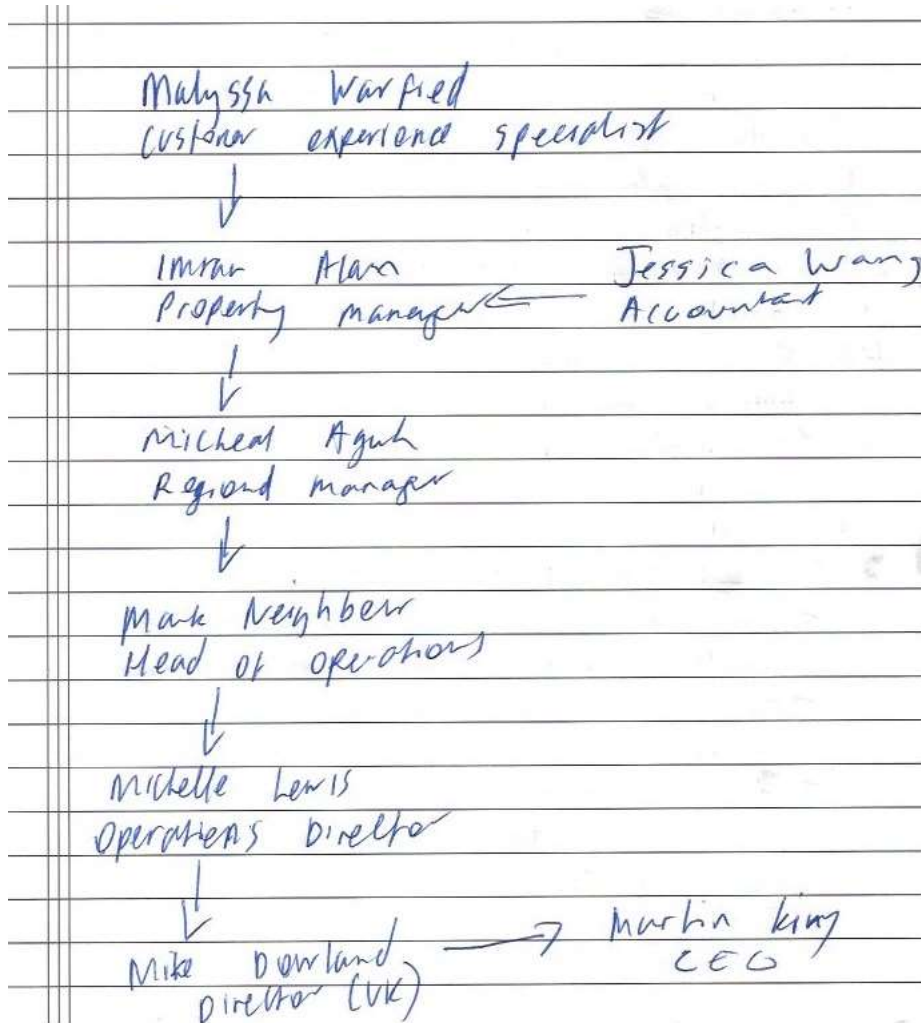 Malyssa Warfied
Customer experience specialist
Imran Alam
Property manager
Jessica Wang
Accountant
Micheal Aguh
Regional manager
Mark Neighbour
Head of operations
Michelle Lewis
Operations Director
Mike Dowland
Director (UK)
Martin King
CEO